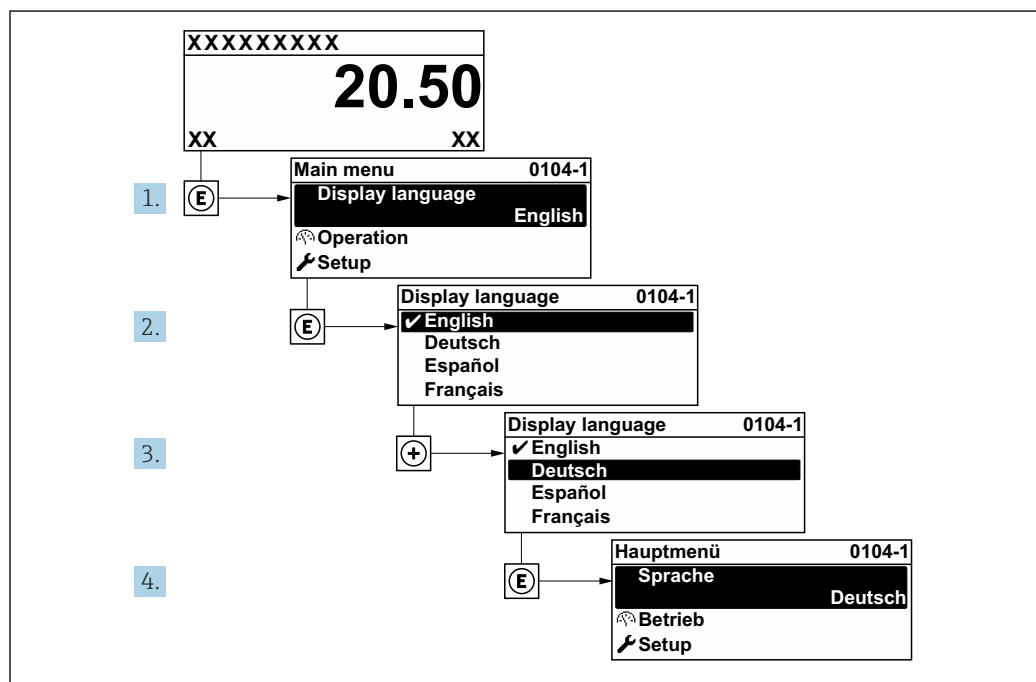 XXXXXXXXX
20.50
XX XX
1. E
Main menu 0104-1
Display language
English
Operation
Setup
2. E
Display language 0104-1
✔ English
Deutsch
Español
Français
3. +
Display language 0104-1
✔ English
Deutsch
Español
Français
4. E
Hauptmenü 0104-1
Sprache
Deutsch
Betrieb
Setup